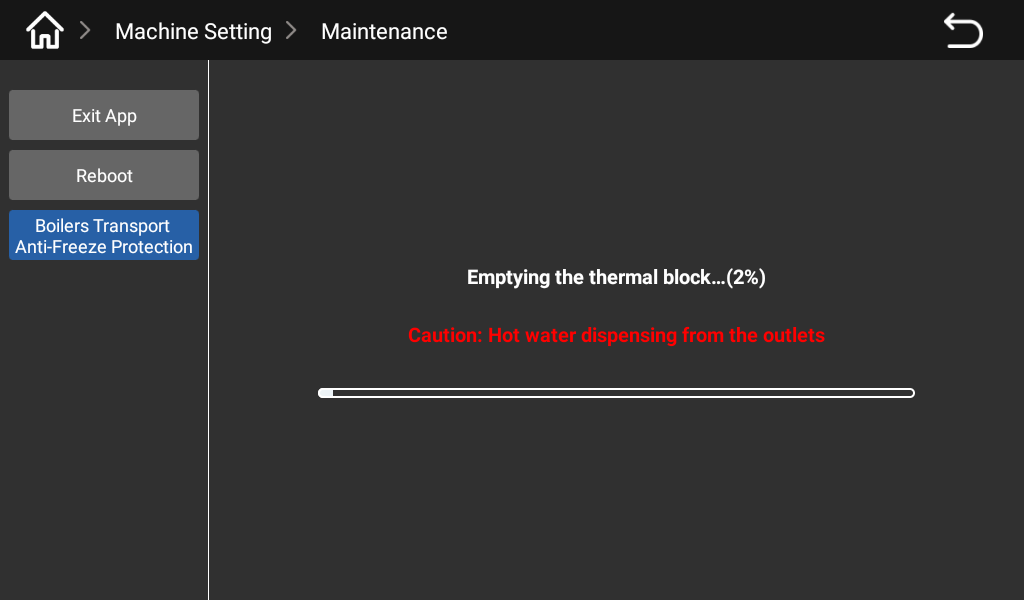 Machine Setting
Maintenance
Exit App
Reboot
Boilers Transport
Anti-Freeze Protection
Emptying the thermal block...(2%)
Caution: Hot water dispensing from the outlets